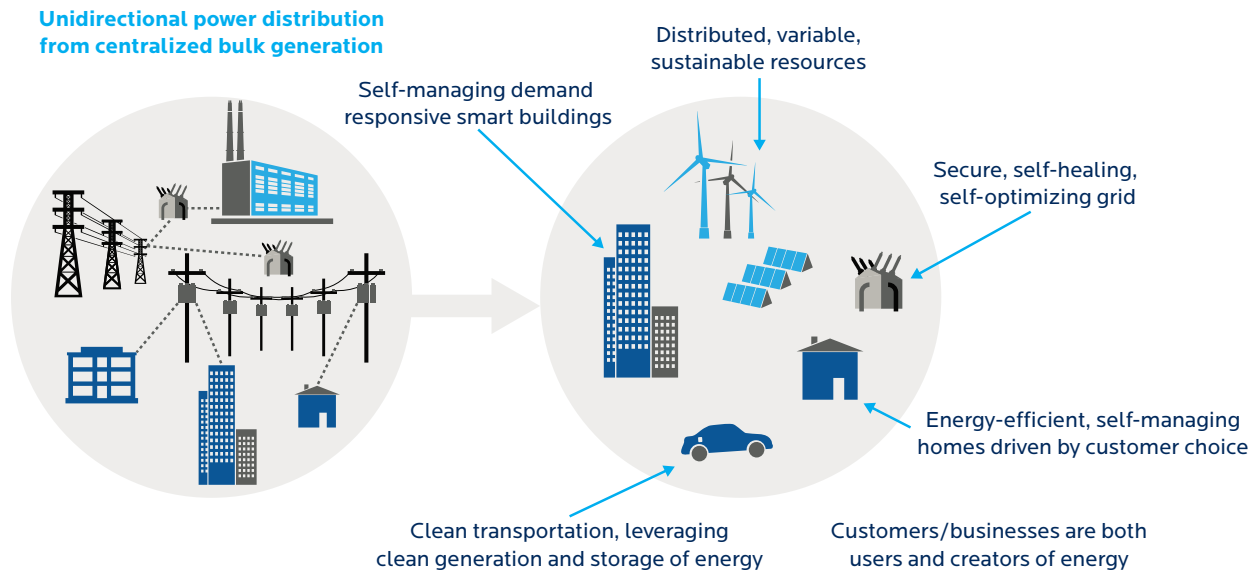 Unidirectional power distribution
from centralized bulk generation
Distributed, variable,
sustainable resources
Self-managing demand
responsive smart buildings
Secure, self-healing,
self-optimizing grid
Energy-efficient, self-managing
homes driven by customer choice
Clean transportation, leveraging
clean generation and storage of energy
Customers/businesses are both
users and creators of energy